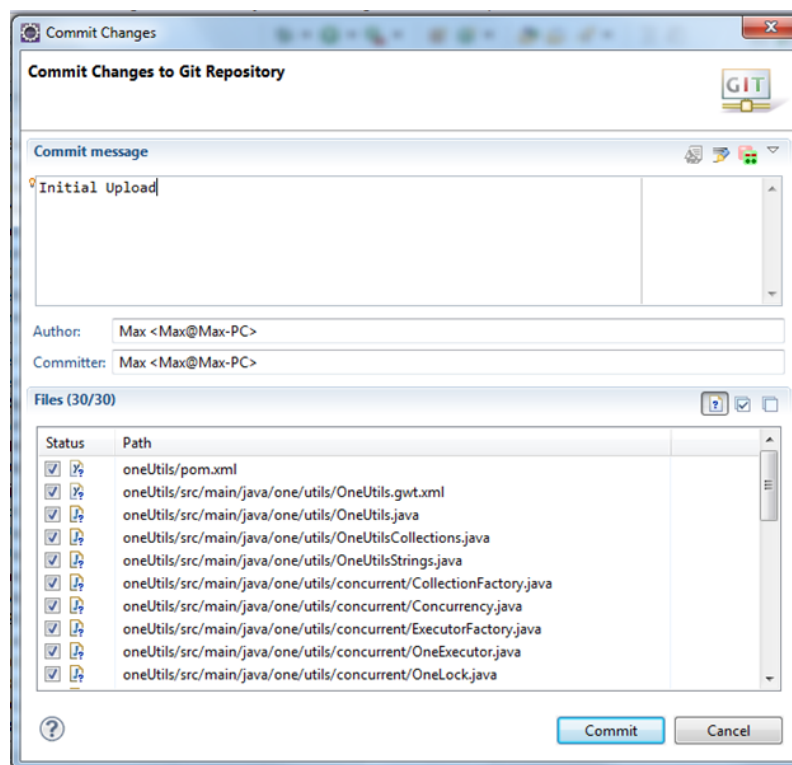 Commit Changes
Commit Changes to Git Repository
GIT
Commit message
Initial Upload
Author: Max <Max@Max-PC>
Committer: Max <Max@Max-PC>
Files (30/30)
Status Path
oneUtils/pom.xml
oneUtils/src/main/java/one/utils/OneUtils.gwt.xml
oneUtils/src/main/java/one/utils/OneUtils.java
oneUtils/src/main/java/one/utils/OneUtilsCollections.java
oneUtils/src/main/java/one/utils/OneUtilsStrings.java
oneUtils/src/main/java/one/utils/concurrent/CollectionFactory.java
oneUtils/src/main/java/one/utils/concurrent/Concurrency.java
oneUtils/src/main/java/one/utils/concurrent/ExecutorFactory.java
oneUtils/src/main/java/one/utils/concurrent/OneExecutor.java
oneUtils/src/main/java/one/utils/concurrent/OneLock.java
Commit Cancel